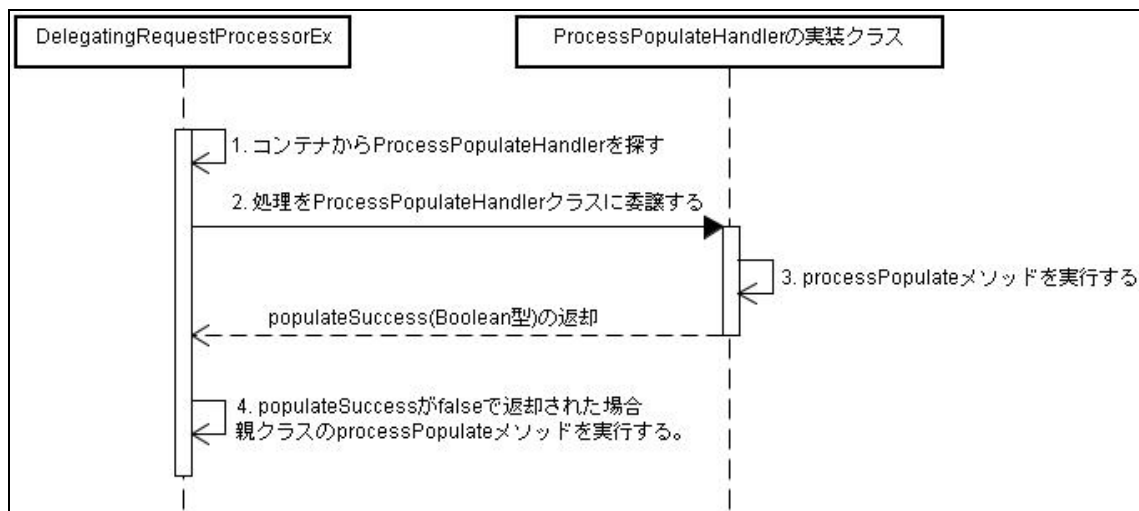 DelegatingRequestProcessorEx
ProcessPopulateHandlerの実装クラス
1. コンテナからProcessPopulateHandlerを探す
2. 処理をProcessPopulateHandlerクラスに委譲する
3. processPopulateメソッドを実行する
populateSuccess(Boolean型)の返却
4. populateSuccessがfalseで返却された場合
親クラスのprocessPopulateメソッドを実行する。